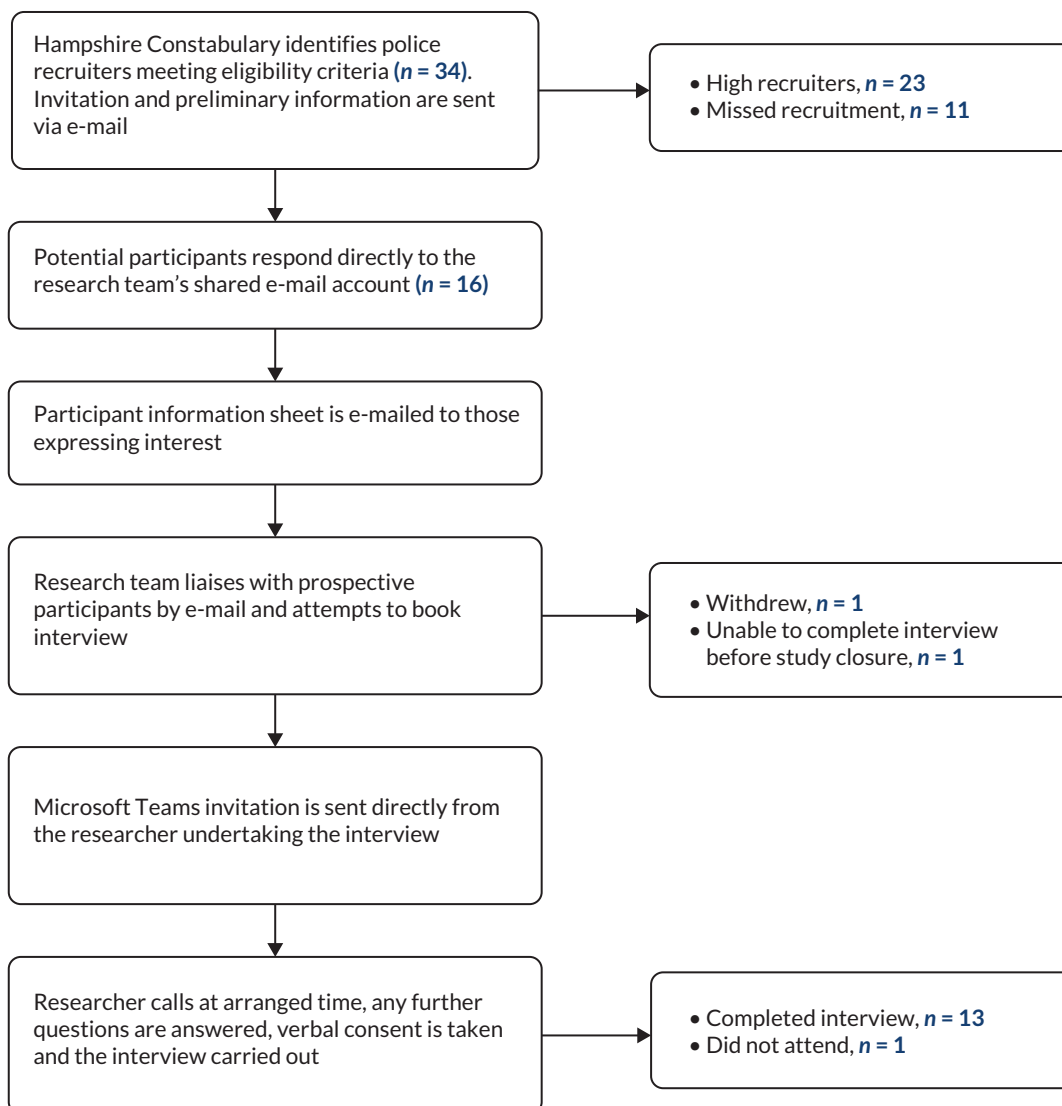 Hampshire Constabulary identifies police
recruiters meeting eligibility criteria (n = 34).
Invitation and preliminary information are sent
via e-mail
• High recruiters, n = 23
• Missed recruitment, n = 11
Potential participants respond directly to the
research team’s shared e-mail account (n = 16)
Participant information sheet is e-mailed to those
expressing interest
Research team liaises with prospective
participants by e-mail and attempts to book
interview
• Withdrew, n = 1
• Unable to complete interview
before study closure, n = 1
Microsoft Teams invitation is sent directly from
the researcher undertaking the interview
Researcher calls at arranged time, any further
questions are answered, verbal consent is taken
and the interview carried out
• Completed interview, n = 13
• Did not attend, n = 1